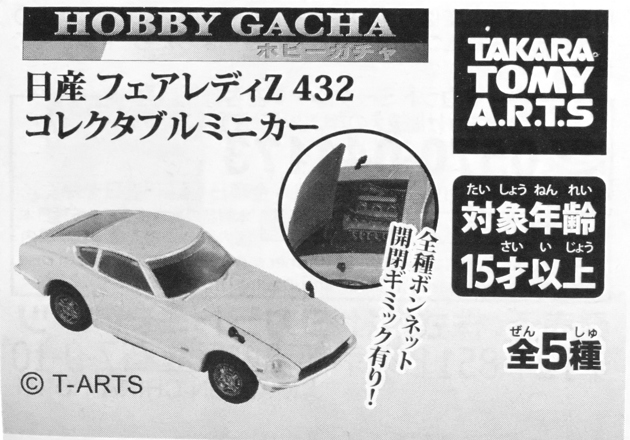 HOBBY GACHA
ホビーガチャ
日産 フェアレディZ 432
コレクタブルミニカー
全種ボンネット
開閉ギミック有り!
© T-ARTS
TAKARA
TOMY
A.R.T.S
たい しょう ねん れい
対象年齢
さい い じょう
15才以上
ぜん しゅ
全5種